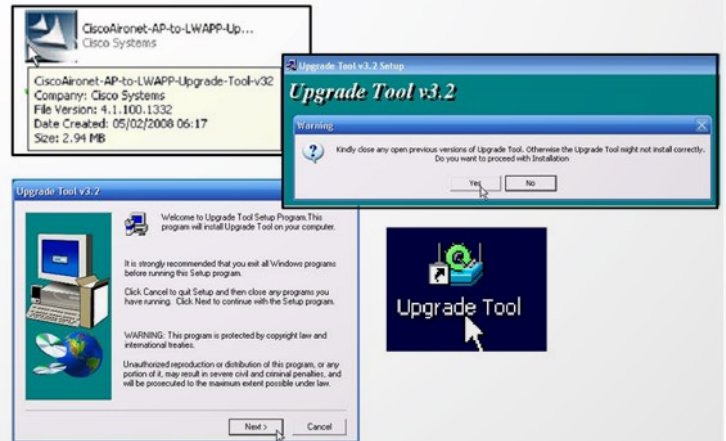 CiscoAironet-AP-to-LWAPP-Up...
Cisco Systems
CiscoAironet-AP-to-LWAPP-Upgrade-Tool-v32
Company: Cisco Systems
File Version: 4.1.100.1332
Date Created: 05/02/2008 06:17
Size: 2.94 MB
Upgrade Tool v3.2 Setup
Upgrade Tool v3.2
Warning
Kindly close any open previous versions of Upgrade Tool. Otherwise the Upgrade Tool might not install correctly.
Do you want to proceed with Installation
Yes
No
Upgrade Tool v3.2
Welcome to Upgrade Tool Setup Program.This
program will install Upgrade Tool on your computer.
It is strongly recommended that you exit all Windows programs
before running this Setup program.
Click Cancel to quit Setup and then close any programs you
have running. Click Next to continue with the Setup program.
WARNING: This program is protected by copyright law and
international treaties.
Unauthorized reproduction or distribution of this program, or any
portion of it, may result in severe civil and criminal penalties, and
will be prosecuted to the maximum extent possible under law.
Next >
Cancel
Upgrade Tool